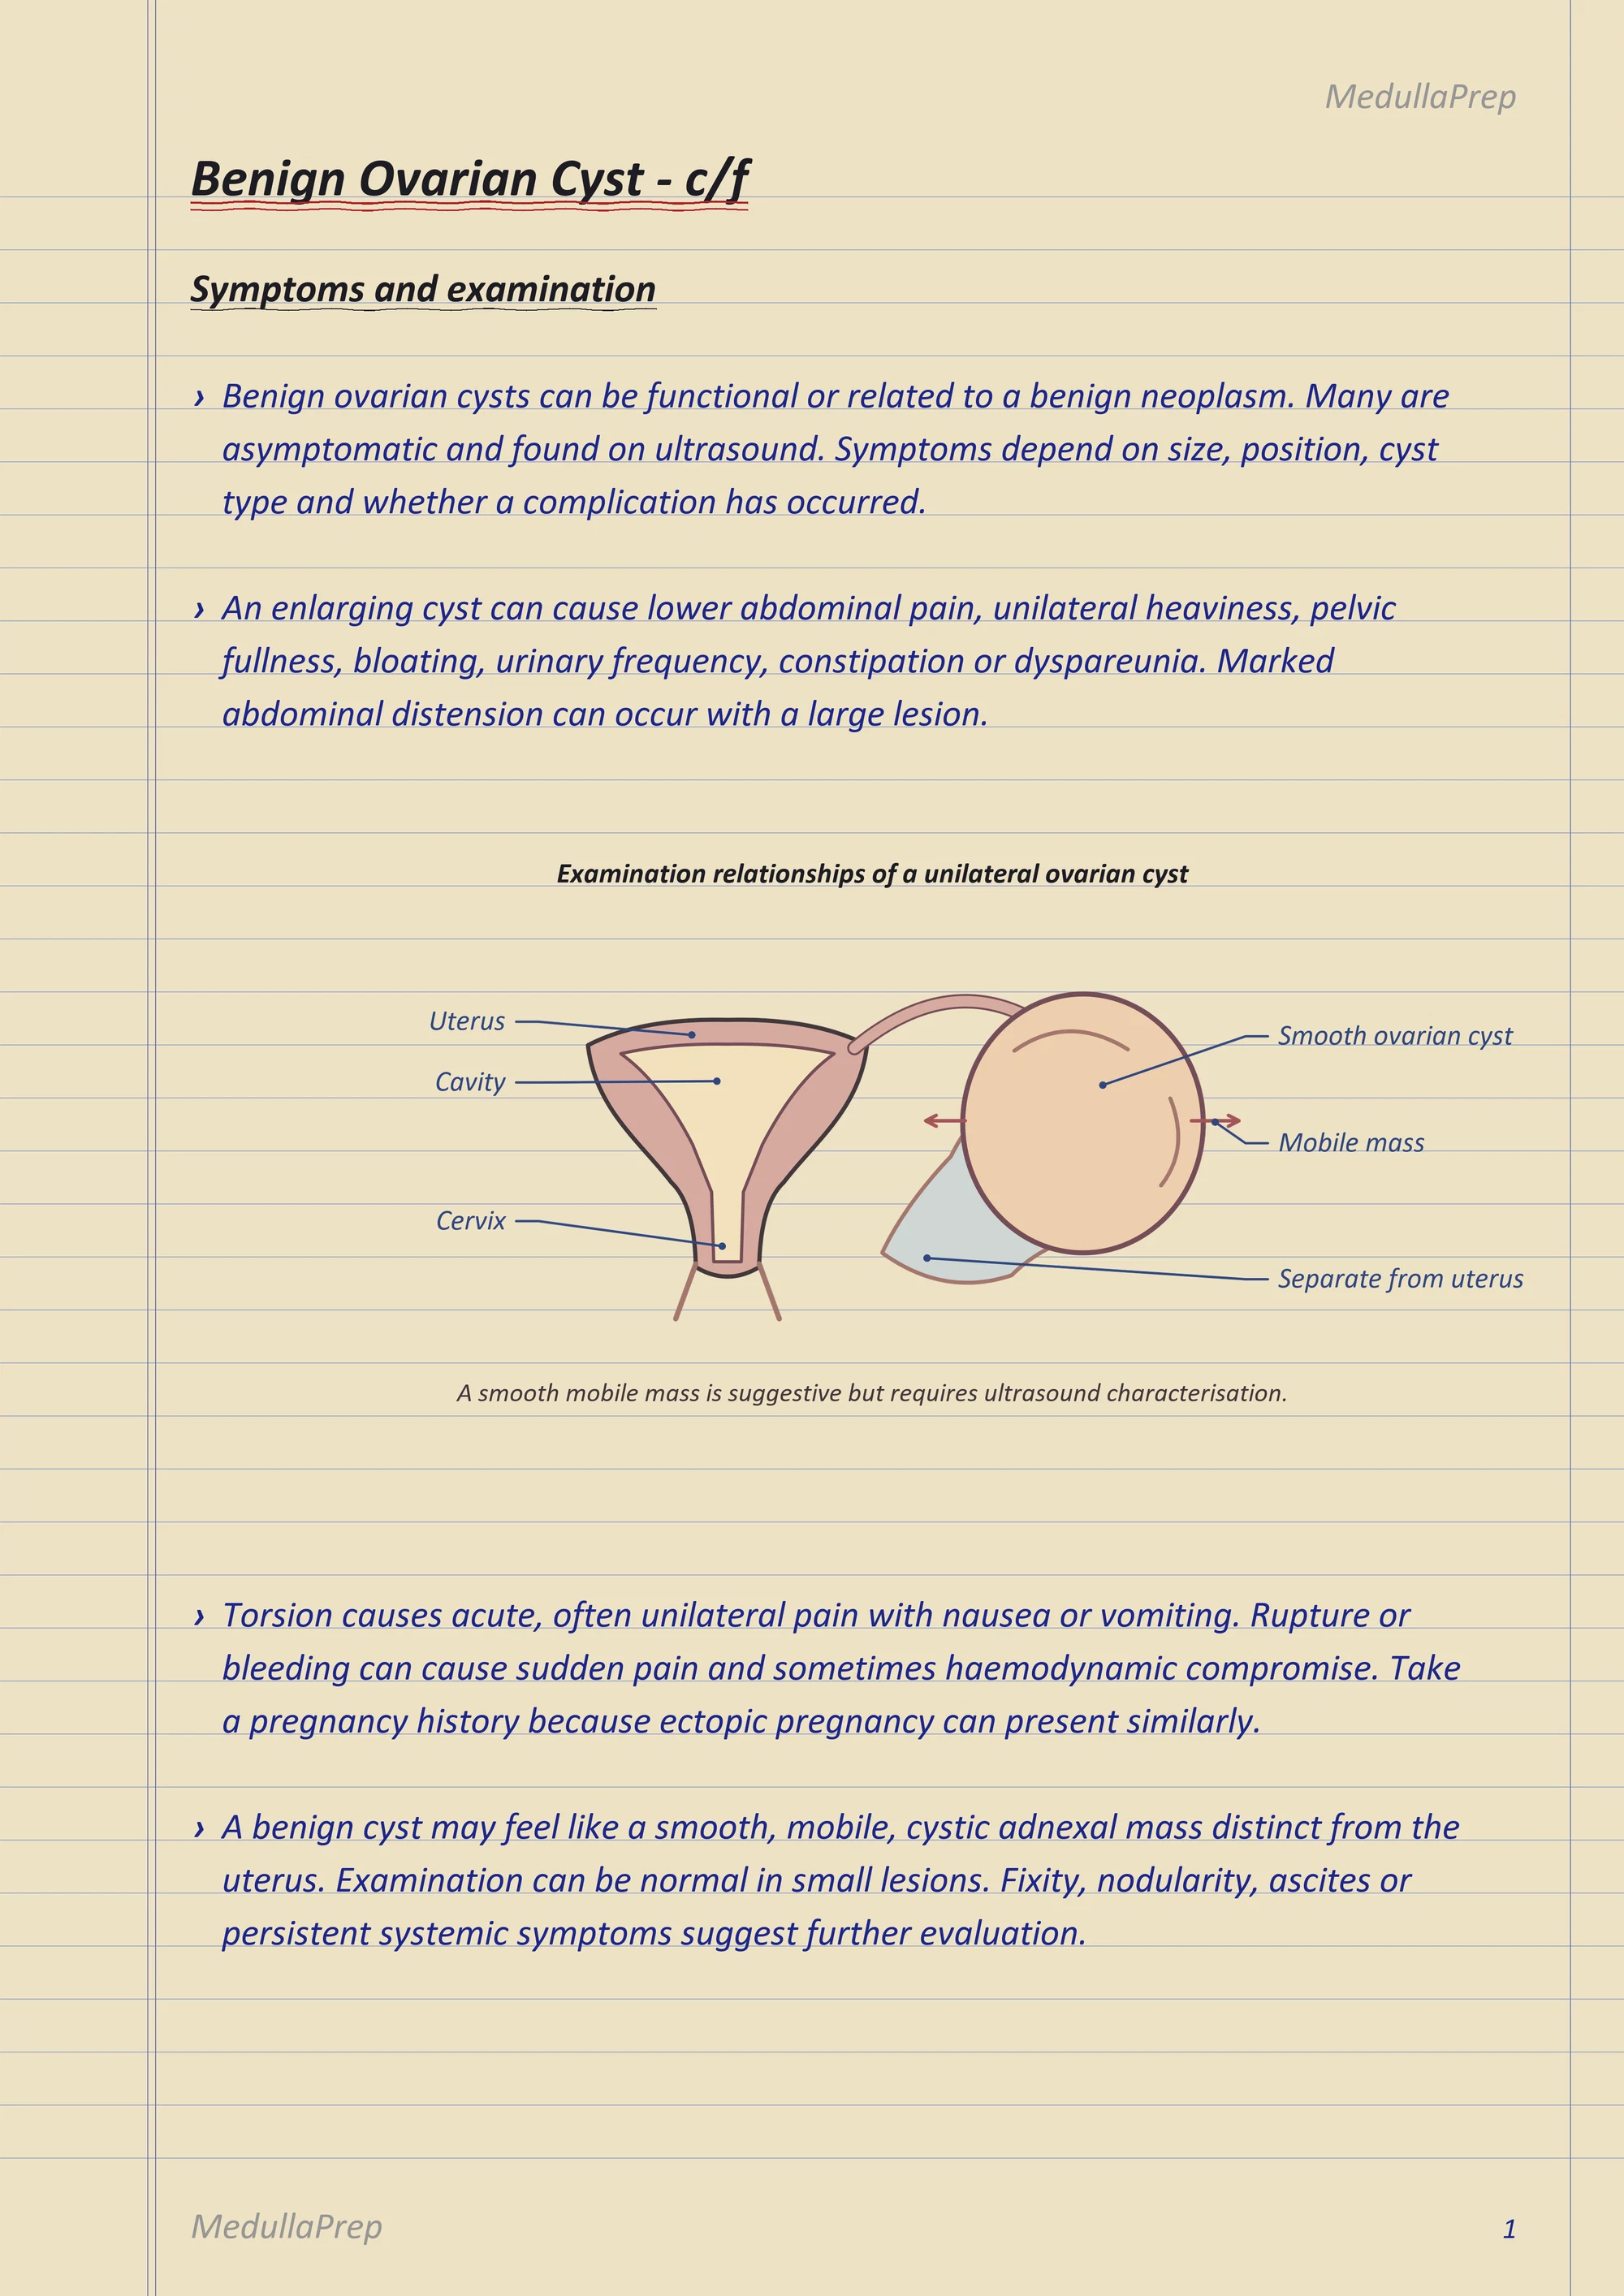 MedullaPrep
Benign Ovarian Cyst - c/f
Symptoms and examination
› Benign ovarian cysts can be functional or related to a benign neoplasm. Many are
asymptomatic and found on ultrasound. Symptoms depend on size, position, cyst
type and whether a complication has occurred.
› An enlarging cyst can cause lower abdominal pain, unilateral heaviness, pelvic
fullness, bloating, urinary frequency, constipation or dyspareunia. Marked
abdominal distension can occur with a large lesion.
Examination relationships of a unilateral ovarian cyst
Uterus
Smooth ovarian cyst
Cavity
Mobile mass
Cervix
Separate from uterus
A smooth mobile mass is suggestive but requires ultrasound characterisation.
› Torsion causes acute, often unilateral pain with nausea or vomiting. Rupture or
bleeding can cause sudden pain and sometimes haemodynamic compromise. Take
a pregnancy history because ectopic pregnancy can present similarly.
› A benign cyst may feel like a smooth, mobile, cystic adnexal mass distinct from the
uterus. Examination can be normal in small lesions. Fixity, nodularity, ascites or
persistent systemic symptoms suggest further evaluation.
MedullaPrep
1